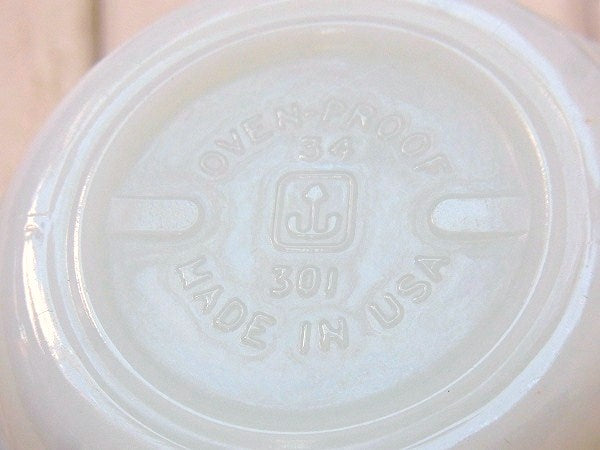 OVEN-PROOF
34
301
MADE IN USA